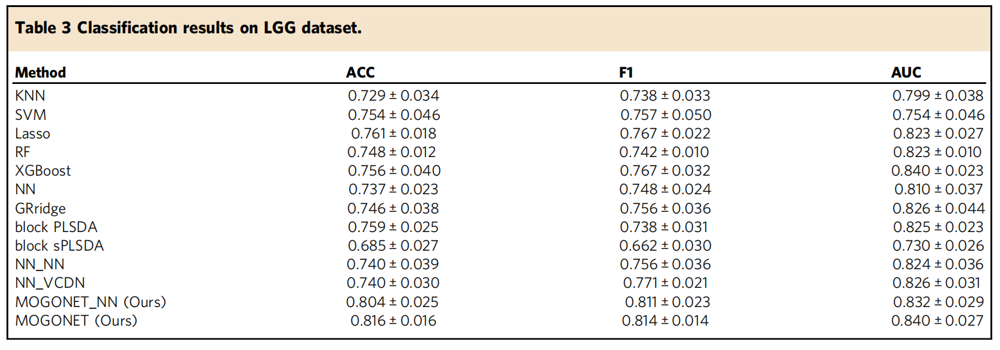 Table 3 Classification results on LGG dataset.
Method ACC F1 AUC
KNN 0.729 ± 0.034 0.738 ± 0.033 0.799 ± 0.038
SVM 0.754 ± 0.046 0.757 ± 0.050 0.754 ± 0.046
Lasso 0.761 ± 0.018 0.767 ± 0.022 0.823 ± 0.027
RF 0.748 ± 0.012 0.742 ± 0.010 0.823 ± 0.010
XGBoost 0.756 ± 0.040 0.767 ± 0.032 0.840 ± 0.023
NN 0.737 ± 0.023 0.748 ± 0.024 0.810 ± 0.037
GRridge 0.746 ± 0.038 0.756 ± 0.036 0.826 ± 0.044
block PLSDA 0.759 ± 0.025 0.738 ± 0.031 0.825 ± 0.023
block sPLSDA 0.685 ± 0.027 0.662 ± 0.030 0.730 ± 0.026
NN_NN 0.740 ± 0.039 0.756 ± 0.036 0.824 ± 0.036
NN_VCDN 0.740 ± 0.030 0.771 ± 0.021 0.826 ± 0.031
MOGONET_NN (Ours) 0.804 ± 0.025 0.811 ± 0.023 0.832 ± 0.029
MOGONET (Ours) 0.816 ± 0.016 0.814 ± 0.014 0.840 ± 0.027